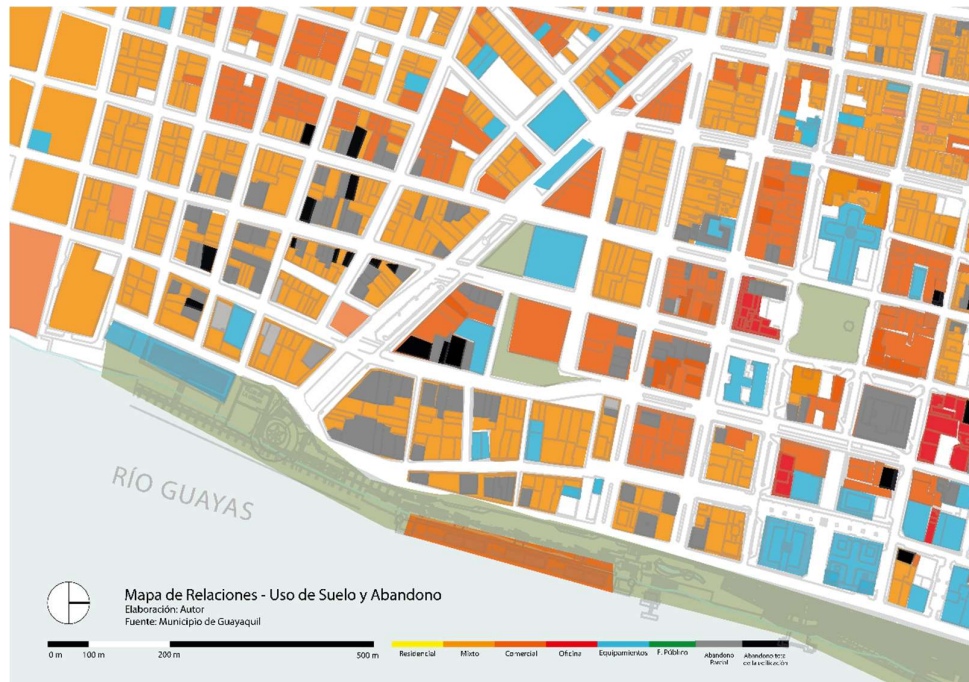 RÍO GUAYAS
Mapa de Relaciones - Uso de Suelo y Abandono
Elaboración: Autor
Fuente: Municipio de Guayaquil
0 m 100 m 200 m 500 m
Residencial Mixto Comercial Oficina Equipamientos F. Público Abandono Parcial Abandono